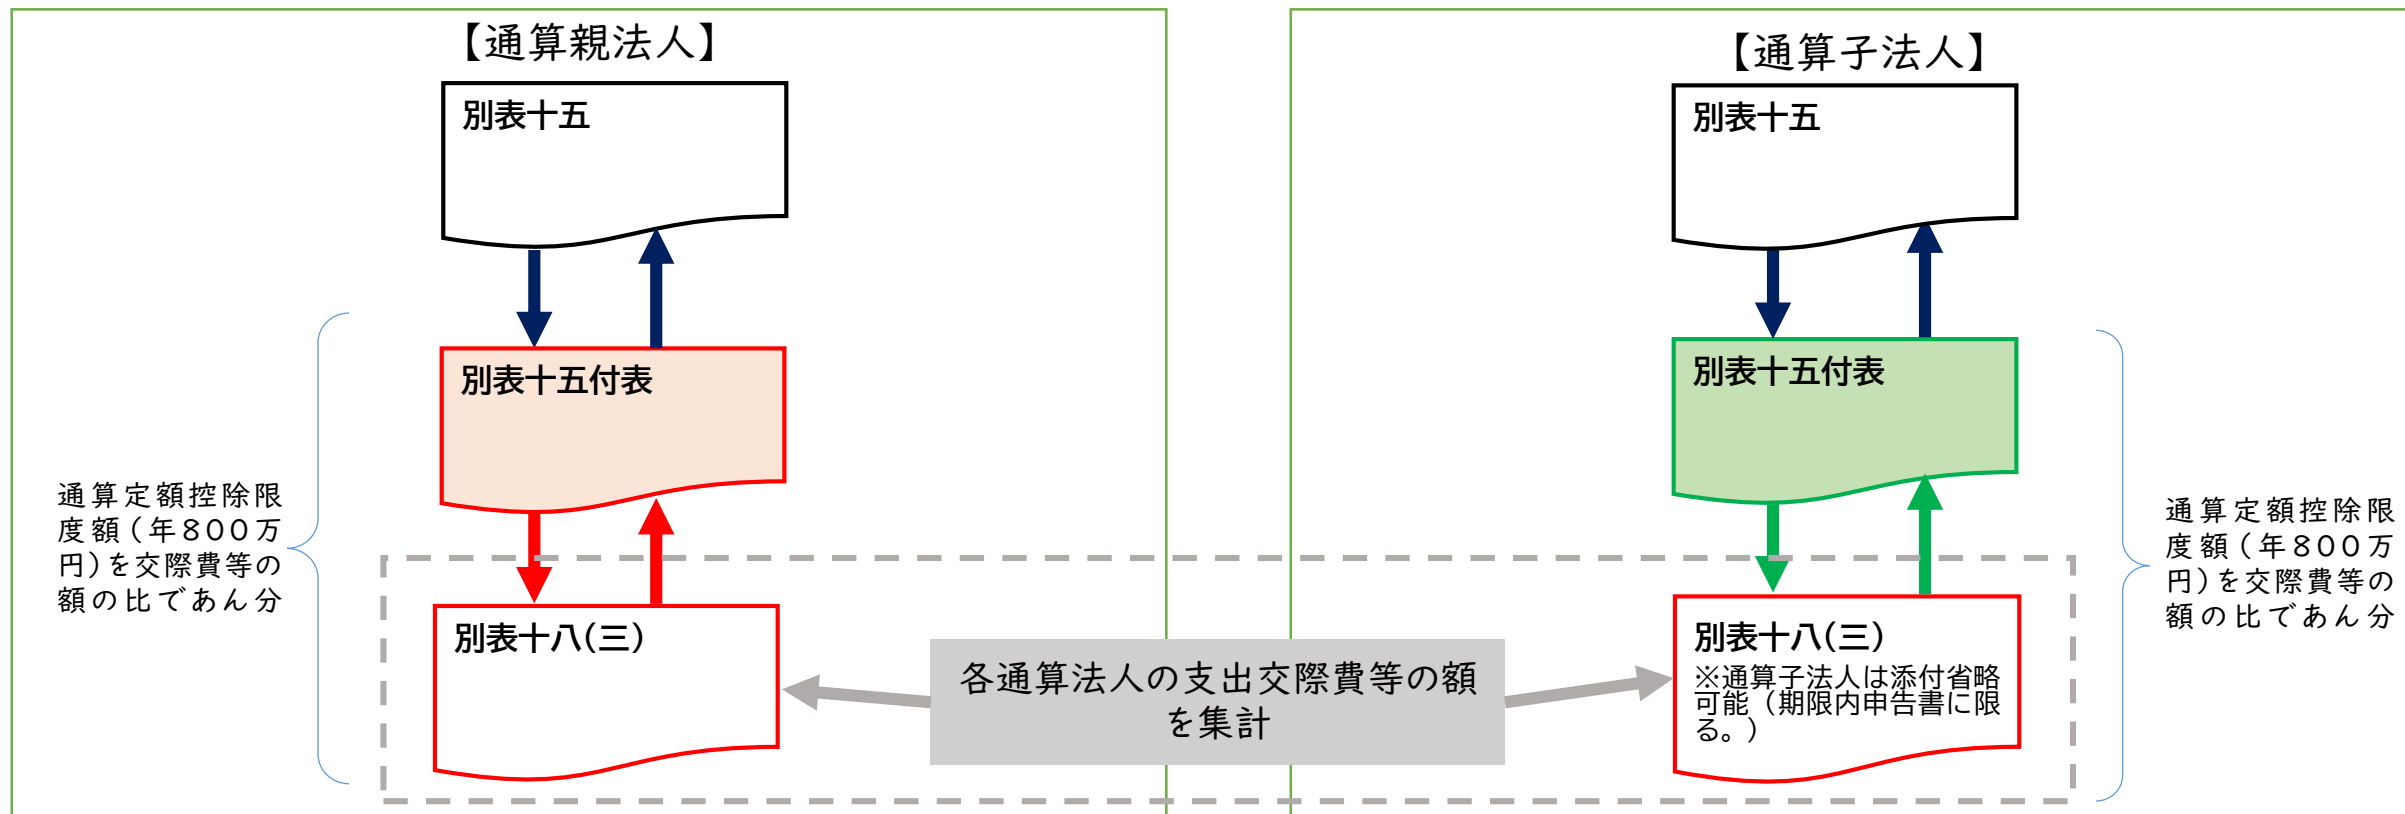 【通算親法人】
別表十五
別表十五付表
通算定額控除限
度額（年８００万
円）を交際費等の
額の比であん分
別表十八(三)
各通算法人の支出交際費等の額
を集計
【通算子法人】
別表十五
別表十五付表
別表十八(三)
※通算子法人は添付省略
可能（期限内申告書に限
る。）
通算定額控除限
度額（年８００万
円）を交際費等の
額の比であん分